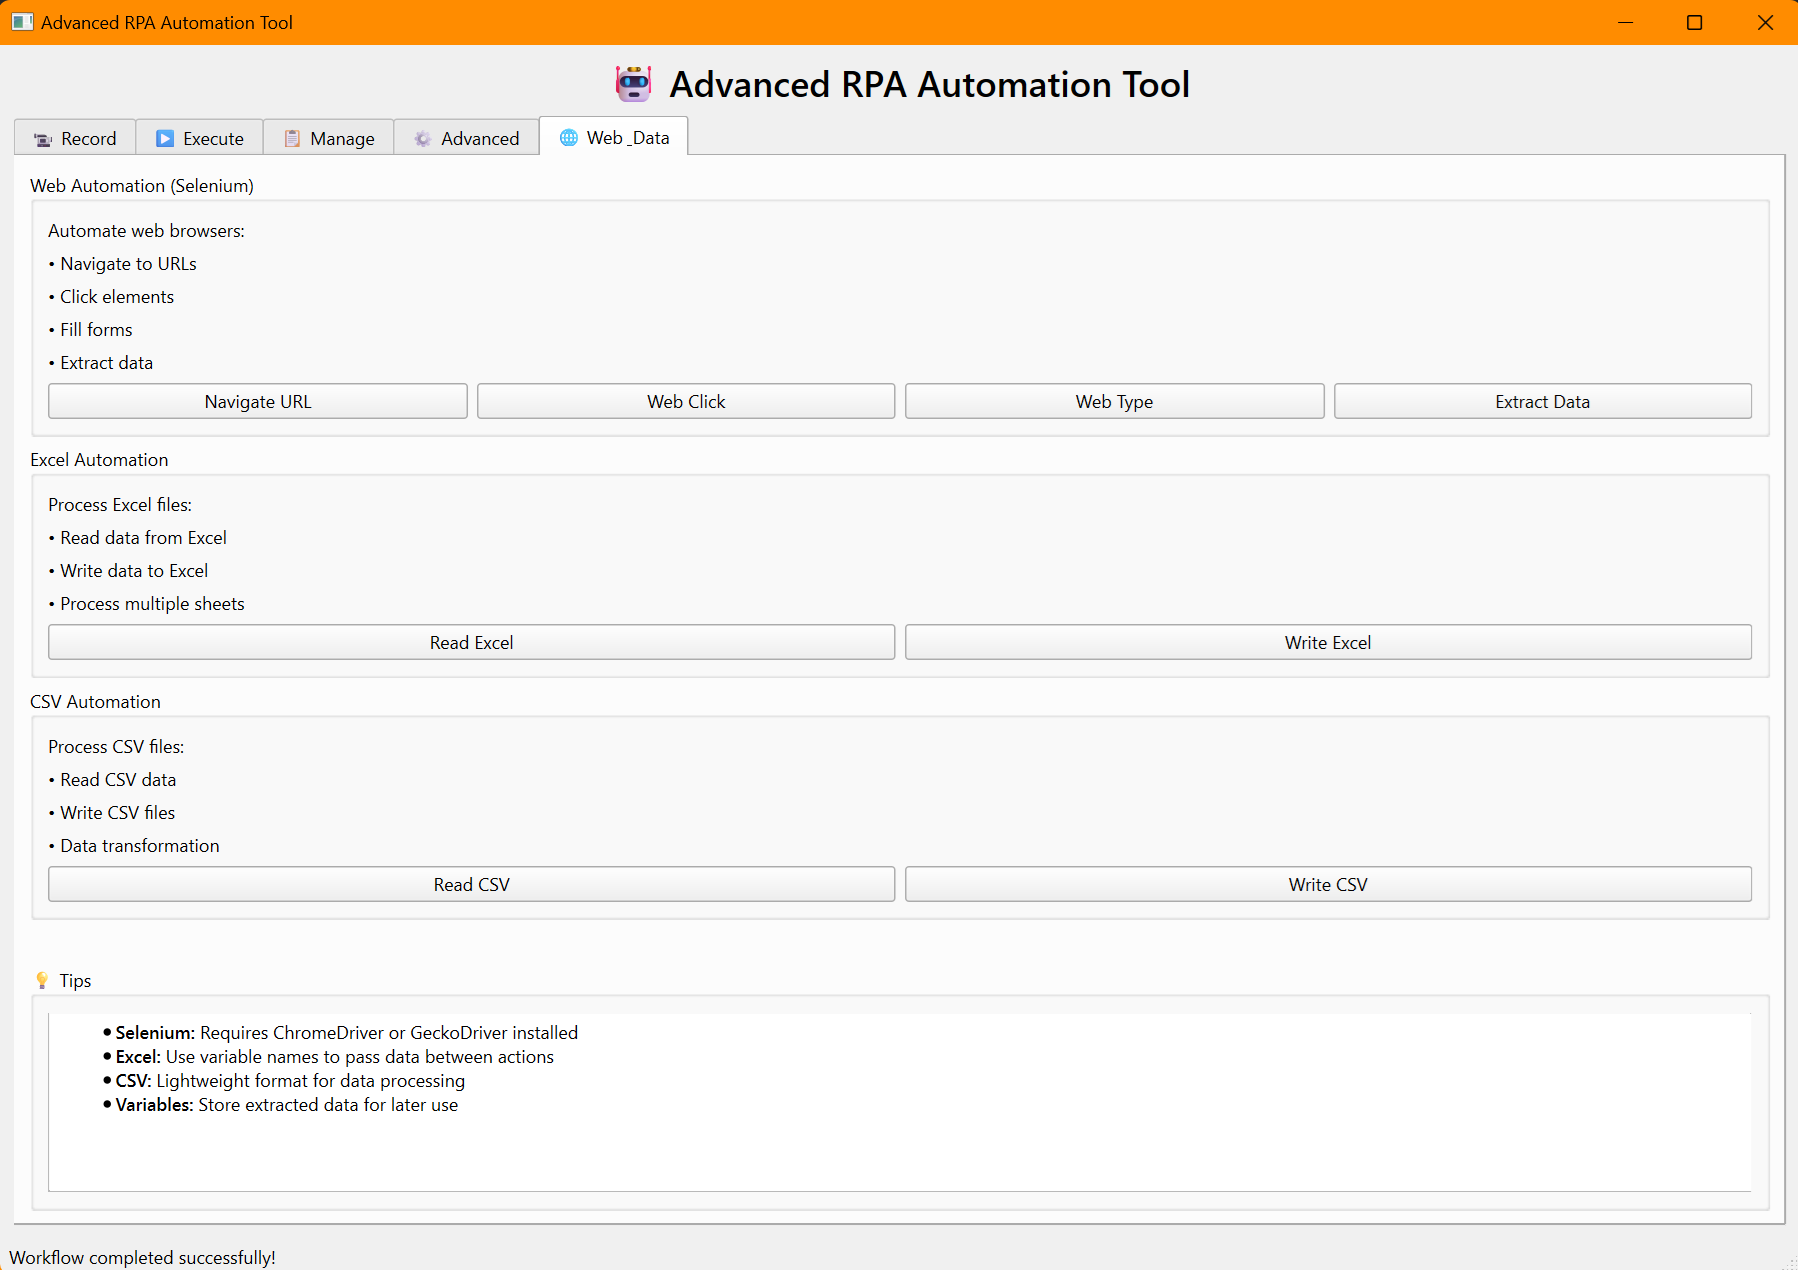 Advanced RPA Automation Tool
Advanced RPA Automation Tool
Record Execute Manage Advanced Web _Data
Web Automation (Selenium)
Automate web browsers:
• Navigate to URLs
• Click elements
• Fill forms
• Extract data
Navigate URL Web Click Web Type Extract Data
Excel Automation
Process Excel files:
• Read data from Excel
• Write data to Excel
• Process multiple sheets
Read Excel Write Excel
CSV Automation
Process CSV files:
• Read CSV data
• Write CSV files
• Data transformation
Read CSV Write CSV
Tips
• Selenium: Requires ChromeDriver or GeckoDriver installed
• Excel: Use variable names to pass data between actions
• CSV: Lightweight format for data processing
• Variables: Store extracted data for later use
Workflow completed successfully!